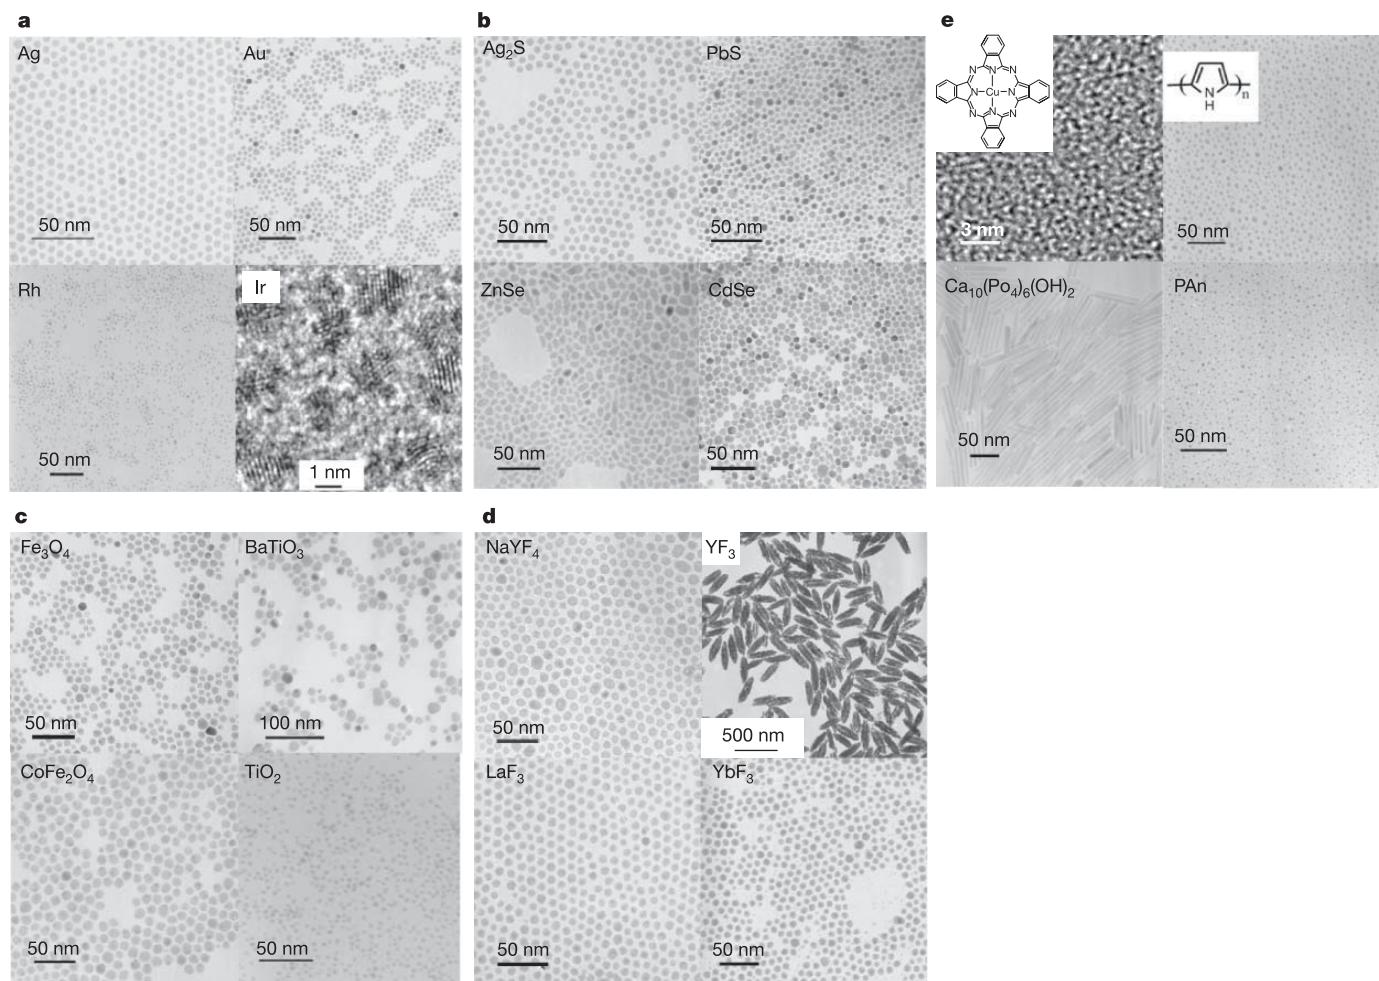 a
Ag
Au
50 nm
50 nm
Rh
Ir
50 nm
1 nm
b
Ag2S
PbS
50 nm
50 nm
ZnSe
CdSe
50 nm
50 nm
e
N
N
N
N
Cu
N
N
N
N
3 nm
( N H )n
50 nm
Ca10(Po4)6(OH)2
PAn
50 nm
50 nm
c
Fe3O4
BaTiO3
50 nm
100 nm
CoFe2O4
TiO2
50 nm
50 nm
d
NaYF4
YF3
50 nm
500 nm
LaF3
YbF3
50 nm
50 nm